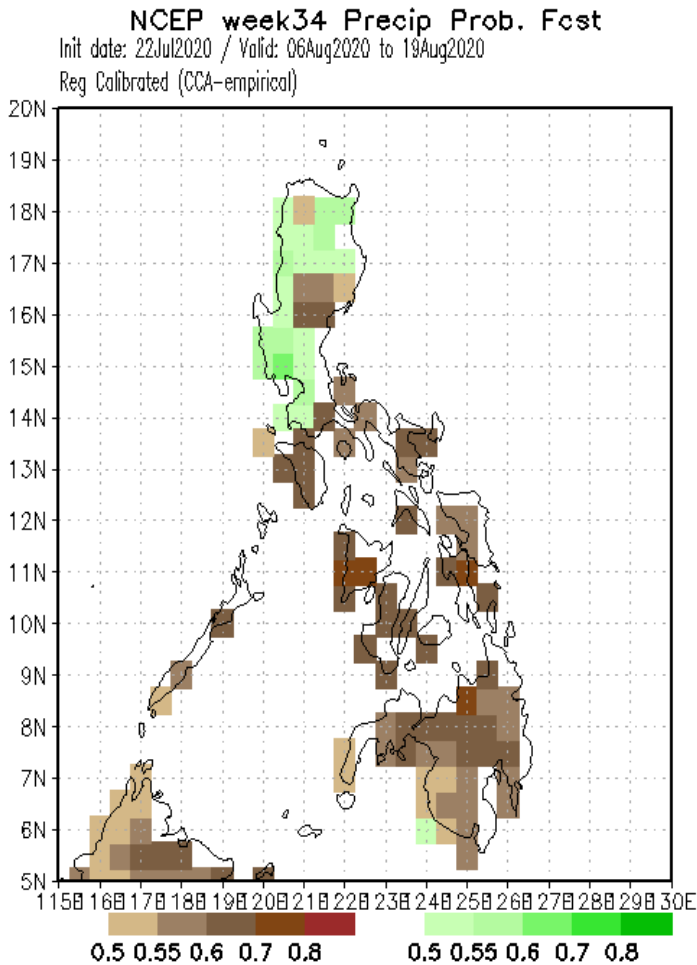 NCEP week34 Precip Prob. Fcst
Init date: 22Jul2020 / Valid: 06Aug2020 to 19Aug2020
Reg Calibrated (CCA-empirical)
20N
19N
18N
17N
16N
15N
14N
13N
12N
11N
10N
9N
8N
7N
6N
5N
115E 116E 117E 118E 119E 120E 121E 122E 123E 124E 125E 126E 127E 128E 129E 130E
0.5 0.55 0.6 0.7 0.8 0.5 0.55 0.6 0.7 0.8